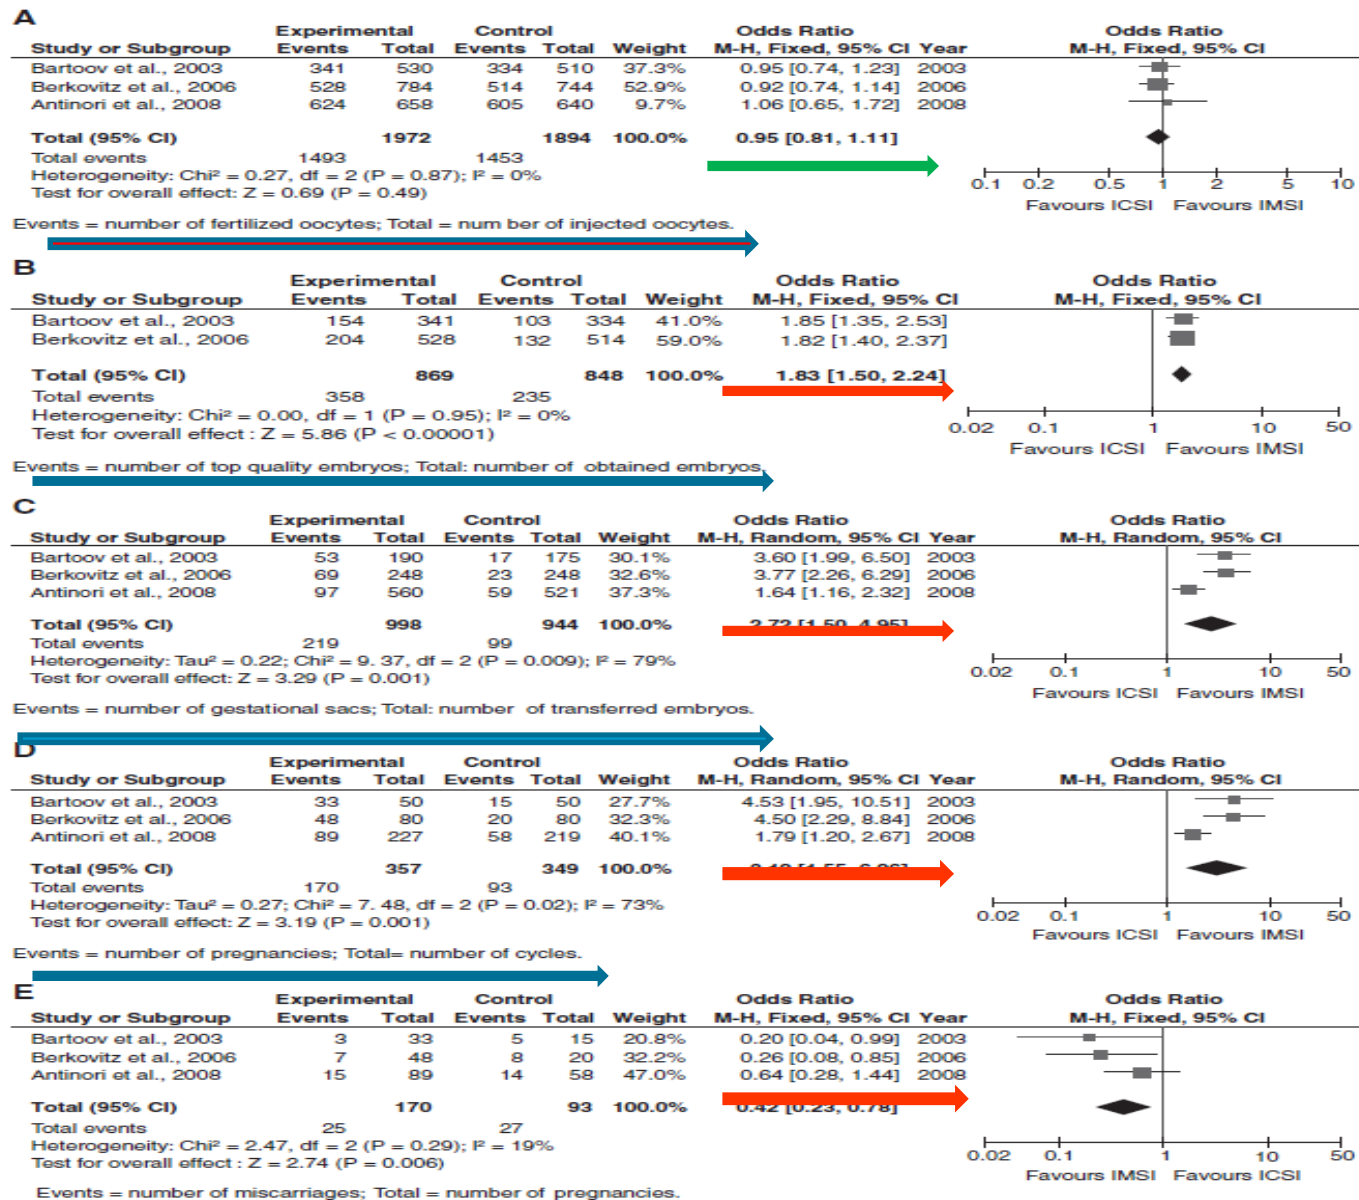 A
Experimental Control Odds Ratio Odds Ratio
Study or Subgroup Events Total Events Total Weight M-H, Fixed, 95% CI Year M-H, Fixed, 95% CI
Bartoov et al., 2003 341 530 334 510 37.3% 0.95 [0.74, 1.23] 2003
Berkovitz et al., 2006 528 784 514 744 52.9% 0.92 [0.74, 1.14] 2006
Antinori et al., 2008 624 658 605 640 9.7% 1.06 [0.65, 1.72] 2008
Total (95% CI) 1972 1894 100.0% 0.95 [0.81, 1.11]
Total events 1493 1453
Heterogeneity: Chi² = 0.27, df = 2 (P = 0.87); I² = 0%
Test for overall effect: Z = 0.69 (P = 0.49)
0.1 0.2 0.5 1 2 5 10
Favours ICSI Favours IMSI
Events = number of fertilized oocytes; Total = num ber of injected oocytes.
B
Experimental Control Odds Ratio Odds Ratio
Study or Subgroup Events Total Events Total Weight M-H, Fixed, 95% CI M-H, Fixed, 95% CI
Bartoov et al., 2003 154 341 103 334 41.0% 1.85 [1.35, 2.53]
Berkovitz et al., 2006 204 528 132 514 59.0% 1.82 [1.40, 2.37]
Total (95% CI) 869 848 100.0% 1.83 [1.50, 2.24]
Total events 358 235
Heterogeneity: Chi² = 0.00, df = 1 (P = 0.95); I² = 0%
Test for overall effect : Z = 5.86 (P < 0.00001)
0.02 0.1 1 10 50
Favours ICSI Favours IMSI
Events = number of top quality embryos; Total: number of obtained embryos.
C
Experimental Control Odds Ratio Odds Ratio
Study or Subgroup Events Total Events Total Weight M-H, Random, 95% CI Year M-H, Random, 95% CI
Bartoov et al., 2003 53 190 17 175 30.1% 3.60 [1.99, 6.50] 2003
Berkovitz et al., 2006 69 248 23 248 32.6% 3.77 [2.26, 6.29] 2006
Antinori et al., 2008 97 560 59 521 37.3% 1.64 [1.16, 2.32] 2008
Total (95% CI) 998 944 100.0% 2.72 [1.50, 4.95]
Total events 219 99
Heterogeneity: Tau² = 0.22; Chi² = 9. 37, df = 2 (P = 0.009); I² = 79%
Test for overall effect: Z = 3.29 (P = 0.001)
0.02 0.1 1 10 50
Favours ICSI Favours IMSI
Events = number of gestational sacs; Total: number of transferred embryos.
D
Experimental Control Odds Ratio Odds Ratio
Study or Subgroup Events Total Events Total Weight M-H, Random, 95% CI Year M-H, Random, 95% CI
Bartoov et al., 2003 33 50 15 50 27.7% 4.53 [1.95, 10.51] 2003
Berkovitz et al., 2006 48 80 20 80 32.3% 4.50 [2.29, 8.84] 2006
Antinori et al., 2008 89 227 58 219 40.1% 1.79 [1.20, 2.67] 2008
Total (95% CI) 357 349 100.0%
Total events 170 93
Heterogeneity: Tau² = 0.27; Chi² = 7. 48, df = 2 (P = 0.02); I² = 73%
Test for overall effect: Z = 3.19 (P = 0.001)
0.02 0.1 1 10 50
Favours ICSI Favours IMSI
Events = number of pregnancies; Total= number of cycles.
E
Experimental Control Odds Ratio Odds Ratio
Study or Subgroup Events Total Events Total Weight M-H, Fixed, 95% CI Year M-H, Fixed, 95% CI
Bartoov et al., 2003 3 33 5 15 20.8% 0.20 [0.04, 0.99] 2003
Berkovitz et al., 2006 7 48 8 20 32.2% 0.26 [0.08, 0.85] 2006
Antinori et al., 2008 15 89 14 58 47.0% 0.64 [0.28, 1.44] 2008
Total (95% CI) 170 93 100.0% 0.42 [0.23, 0.78]
Total events 25 27
Heterogeneity: Chi² = 2.47, df = 2 (P = 0.29); I² = 19%
Test for overall effect : Z = 2.74 (P = 0.006)
0.02 0.1 1 10 50
Favours IMSI Favours ICSI
Events = number of miscarriages; Total = number of pregnancies.